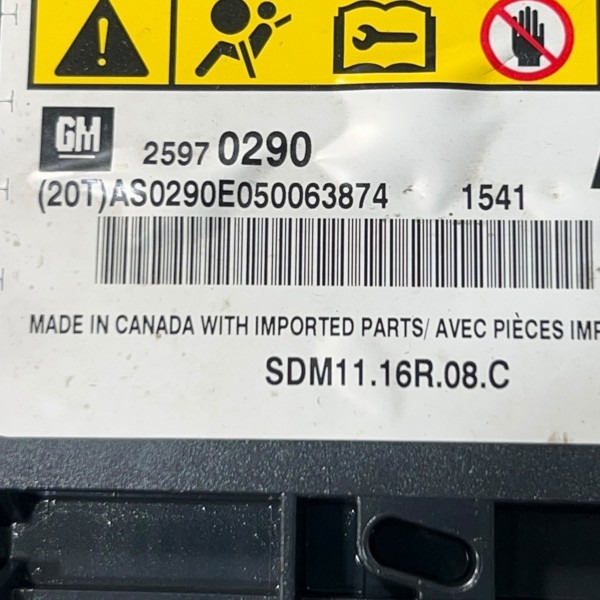 GM 2597 0290
(20T)AS0290E050063874 1541
MADE IN CANADA WITH IMPORTED PARTS/ AVEC PIÈCES
SDM11.16R.08.C